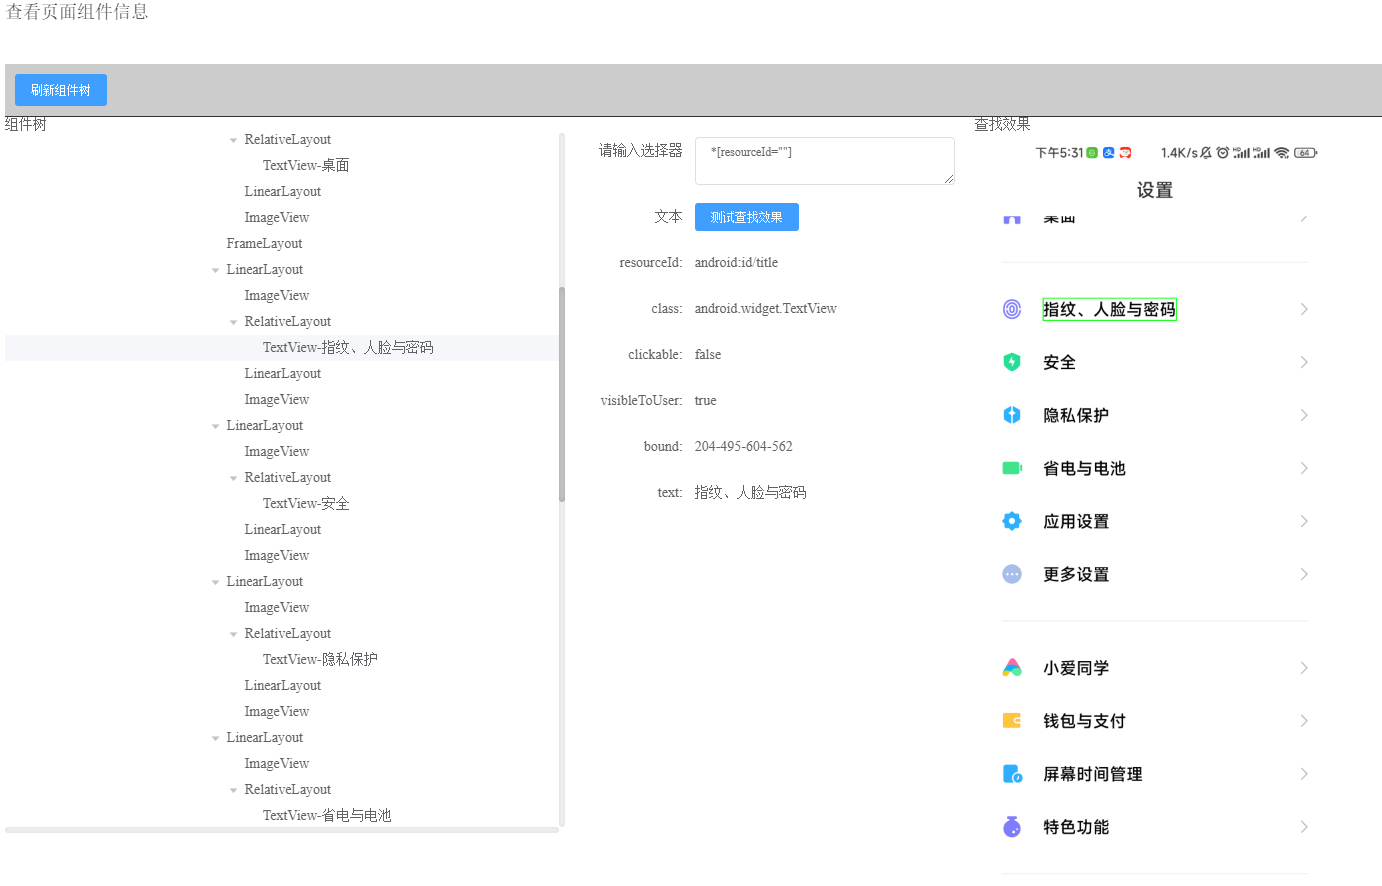 查看页面组件信息
刷新组件树
组件树
RelativeLayout
TextView-桌面
LinearLayout
ImageView
FrameLayout
LinearLayout
ImageView
RelativeLayout
TextView-指纹、人脸与密码
LinearLayout
ImageView
LinearLayout
ImageView
RelativeLayout
TextView-安全
LinearLayout
ImageView
LinearLayout
ImageView
RelativeLayout
TextView-隐私保护
LinearLayout
ImageView
LinearLayout
ImageView
RelativeLayout
TextView-省电与电池
请输入选择器 *[resourceId=""]
文本 测试查找效果
resourceId: android:id/title
class: android.widget.TextView
clickable: false
visibleToUser: true
bound: 204-495-604-562
text: 指纹、人脸与密码
查找效果
下午5:31 1.4K/s 64
设置
桌面
指纹、人脸与密码
安全
隐私保护
省电与电池
应用设置
更多设置
小爱同学
钱包与支付
屏幕时间管理
特色功能